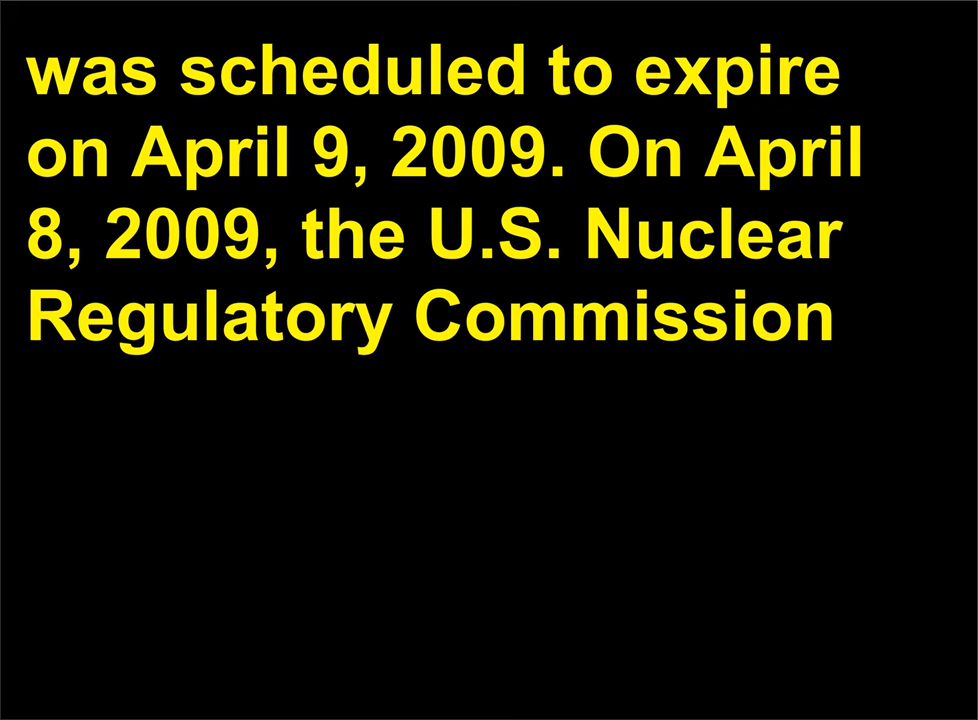 was scheduled to expire
on April 9, 2009. On April
8, 2009, the U.S. Nuclear
Regulatory Commission